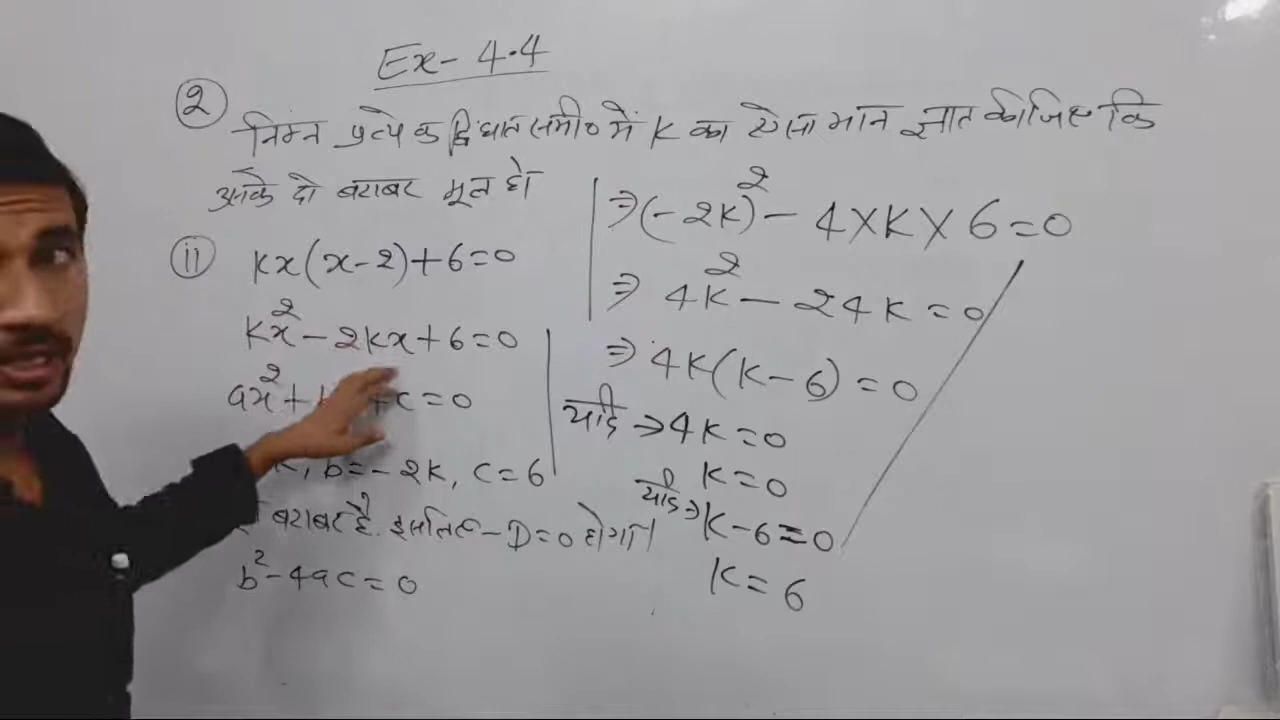 Ex- 4.4
② निम्न प्रत्येक द्विघात समी० में K का ऐसा मान ज्ञात कीजिए कि
उसके दो बराबर मूल हो
(ii) Kx(x-2)+6=0
Kx²-2Kx+6=0
ax²+ +c=0
K, b=-2K, c=6
बराबर है. इसलिए - D=0 होगा।
b²-4ac=0
⇒(-2K)²-4×K×6=0
⇒ 4K²-24K=0
⇒ 4K(K-6)=0
यदि → 4K=0
K=0
यदि ⇒ K-6=0
K=6